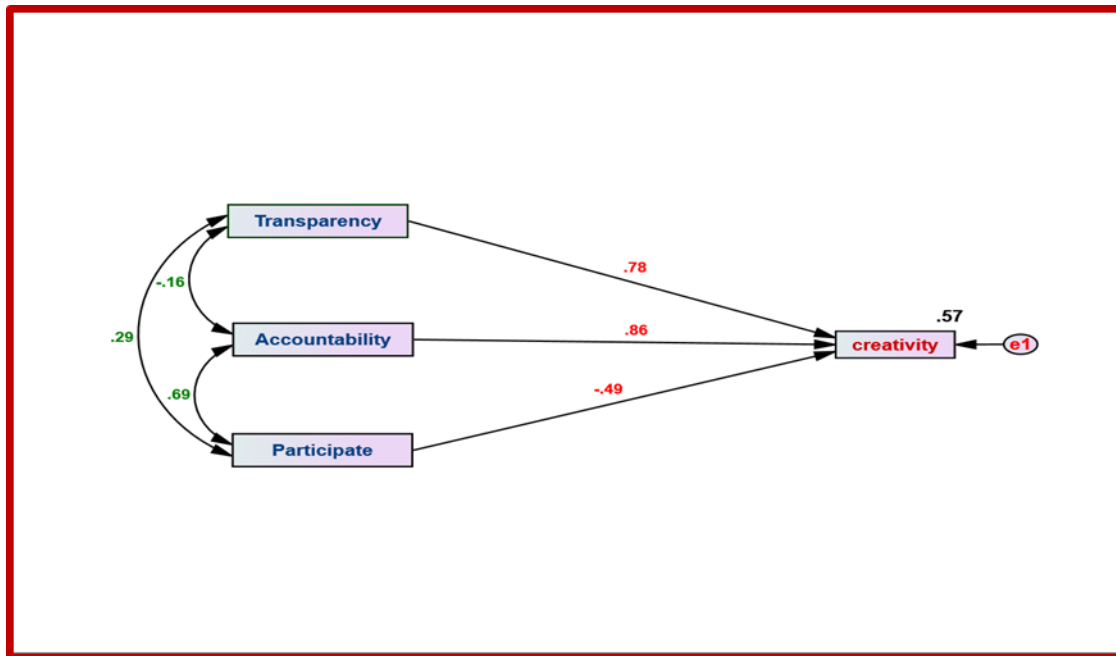 Transparency
-.16
.78
.57
.29
Accountability
.86
creativity
e1
.69
-.49
Participate